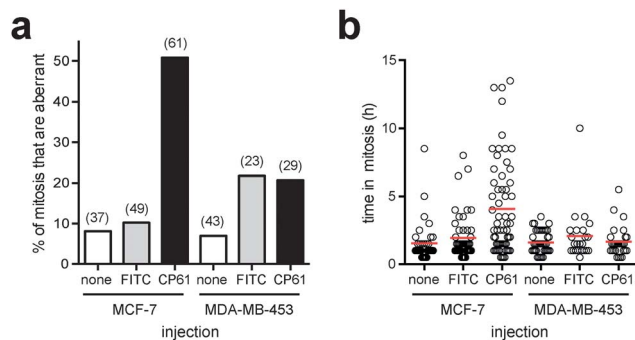 a
% of mitosis that are aberrant
50
40
30
20
10
0
(37)
(49)
(61)
(43)
(23)
(29)
none FITC CP61 none FITC CP61
MCF-7 MDA-MB-453
injection
b
time in mitosis (h)
15
10
5
0
none FITC CP61 none FITC CP61
MCF-7 MDA-MB-453
injection